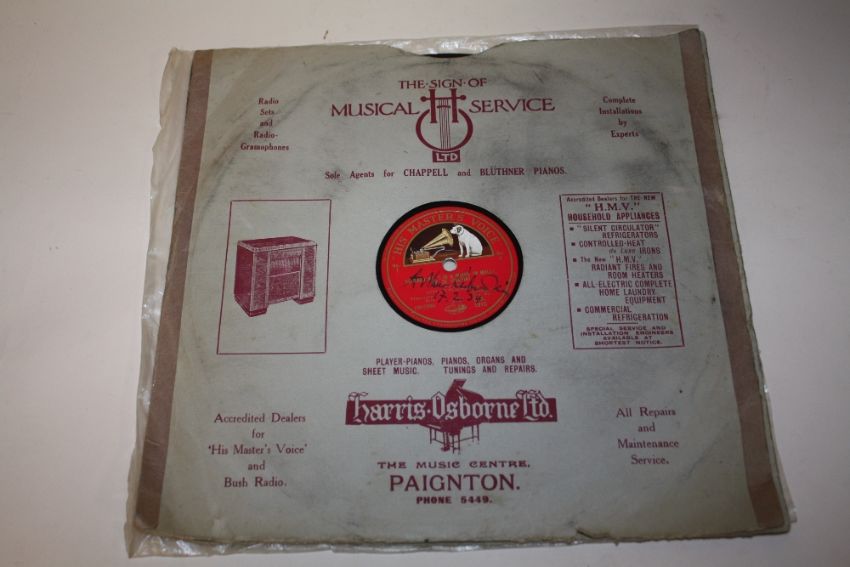 THE·SIGN·OF
MUSICAL SERVICE
H
LTD
Radio
Sets
and
Radio-
Gramophones
Complete
Installations
by
Experts
Sole Agents for CHAPPELL and BLÜTHNER PIANOS.
Accredited Dealers for THE NEW
"H.M.V."
HOUSEHOLD APPLIANCES
"SILENT CIRCULATOR"
REFRIGERATORS
CONTROLLED-HEAT
de Luxe IRONS
The New "H.M.V."
RADIANT FIRES AND
ROOM HEATERS
ALL-ELECTRIC COMPLETE
HOME LAUNDRY
EQUIPMENT
COMMERCIAL
REFRIGERATION
SPECIAL SERVICE AND
INSTALLATION ENGINEERS
AVAILABLE AT
SHORTEST NOTICE.
"HIS MASTER'S VOICE"
17.2.34
PLAYER-PIANOS, PIANOS, ORGANS AND
SHEET MUSIC. TUNINGS AND REPAIRS.
Harris·Osborne Ltd.
THE MUSIC CENTRE,
PAIGNTON.
PHONE 5449.
Accredited Dealers
for
'His Master's Voice'
and
Bush Radio.
All Repairs
and
Maintenance
Service.